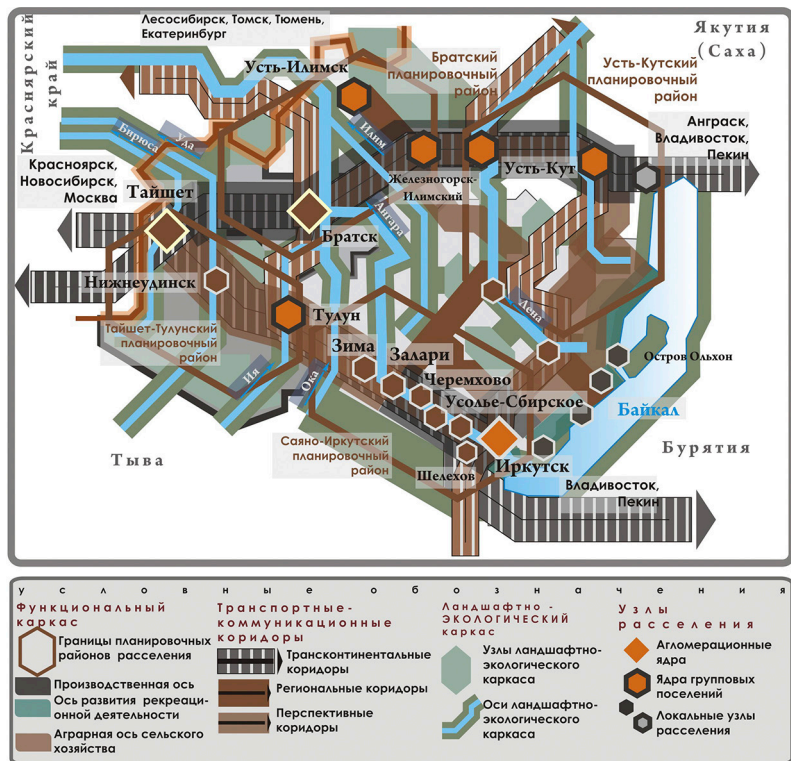 Лесосибирск, Томск, Тюмень,
Екатеринбург
Красноярский
край
Якутия
(Саха)
Усть-Илимск
Братский
планировочный
район
Усть-Кутский
планировочный
район
Анграск,
Владивосток,
Пекин
Бирюса
Уда
Илим
Красноярск,
Новосибирск,
Москва
Тайшет
Железногорск-
Илимский
Усть-Кут
Ангара
Братск
Нижнеудинск
Тулун
Лена
Тайшет-Тулунский
планировочный
район
Зима
Залари
Остров Ольхон
Ия
Ока
Черемхово
Усолье-Сбирское
Байкал
Саяно-Иркутский
планировочный
район
Тыва
Бурятия
Иркутск
Шелехов
Владивосток,
Пекин
условные обозначения
Функциональный
каркас
Границы планировочных
районов расселения
Производственная ось
Ось развития рекреаци-
онной деятельности
Аграрная ось сельского
хозяйства
Транспортные-
коммуникационные
коридоры
Трансконтинентальные
коридоры
Региональные коридоры
Перспективные
коридоры
Ландшафтно-
ЭКОЛОГИЧЕСКИЙ
каркас
Узлы ландшафтно-
экологического
каркаса
Оси ландшафтно-
экологического
каркаса
Узлы
расселения
Агломерационные
ядра
Ядра групповых
поселений
Локальные узлы
расселения